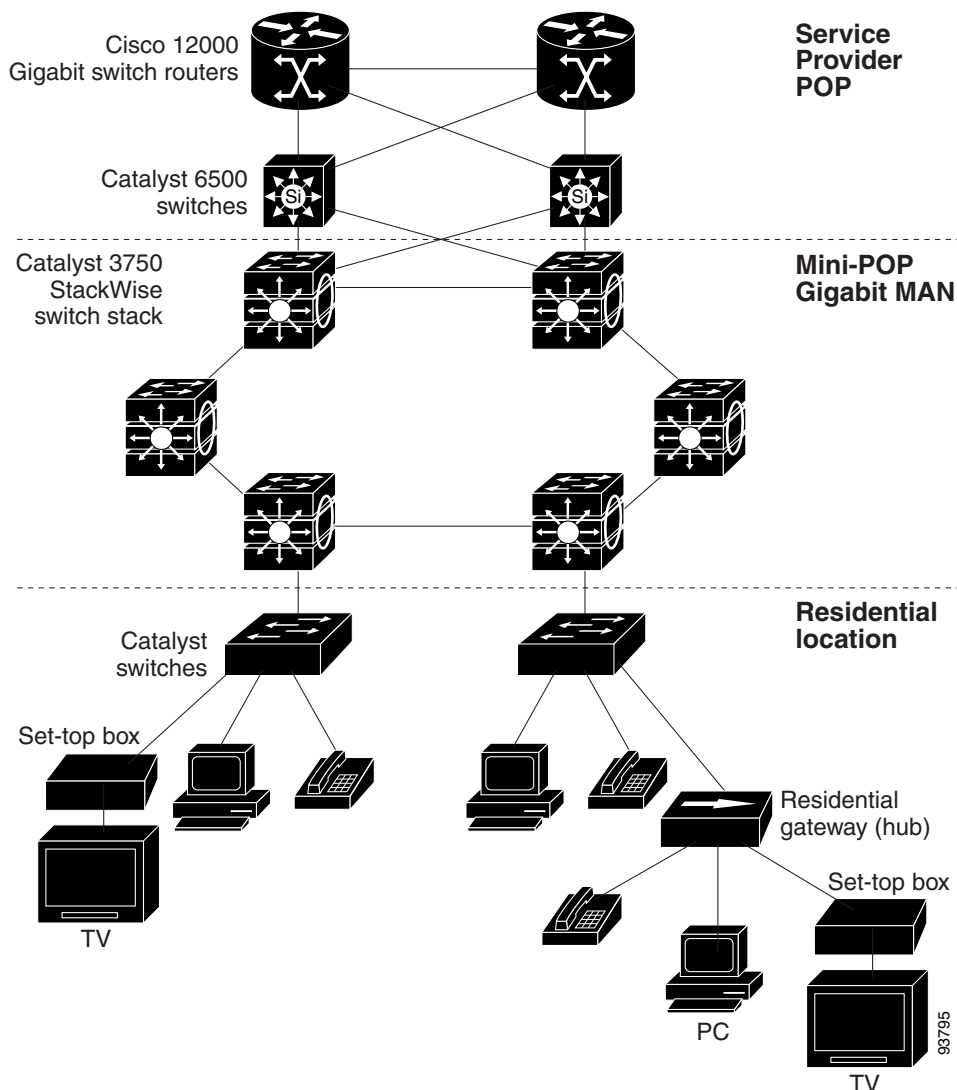 Cisco 12000
Gigabit switch routers
Service
Provider
POP
Catalyst 6500
switches
Si
Si
Catalyst 3750
StackWise
switch stack
Mini-POP
Gigabit MAN
Residential
location
Catalyst
switches
Set-top box
Residential
gateway (hub)
Set-top box
TV
PC
TV
93795